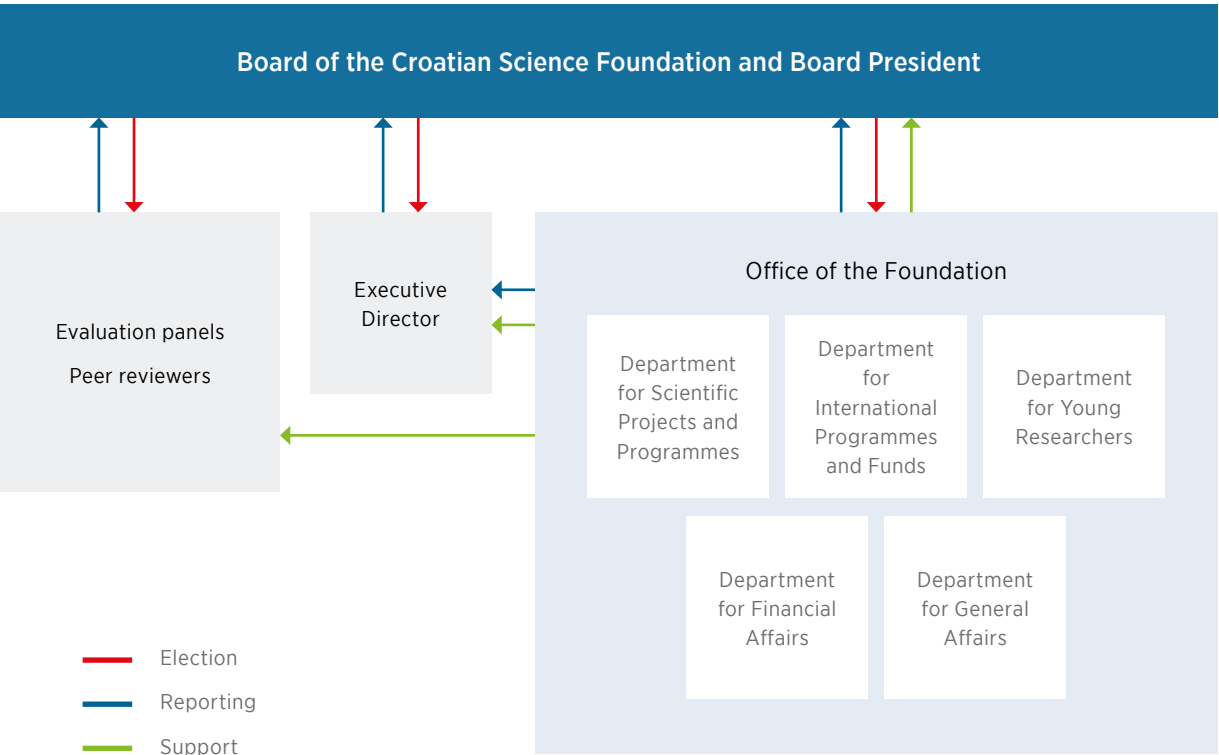 Board of the Croatian Science Foundation and Board President
Evaluation panels
Peer reviewers
Executive
Director
Office of the Foundation
Department
for Scientific
Projects and
Programmes
Department
for
International
Programmes
and Funds
Department
for Young
Researchers
Department
for Financial
Affairs
Department
for General
Affairs
Election
Reporting
Support